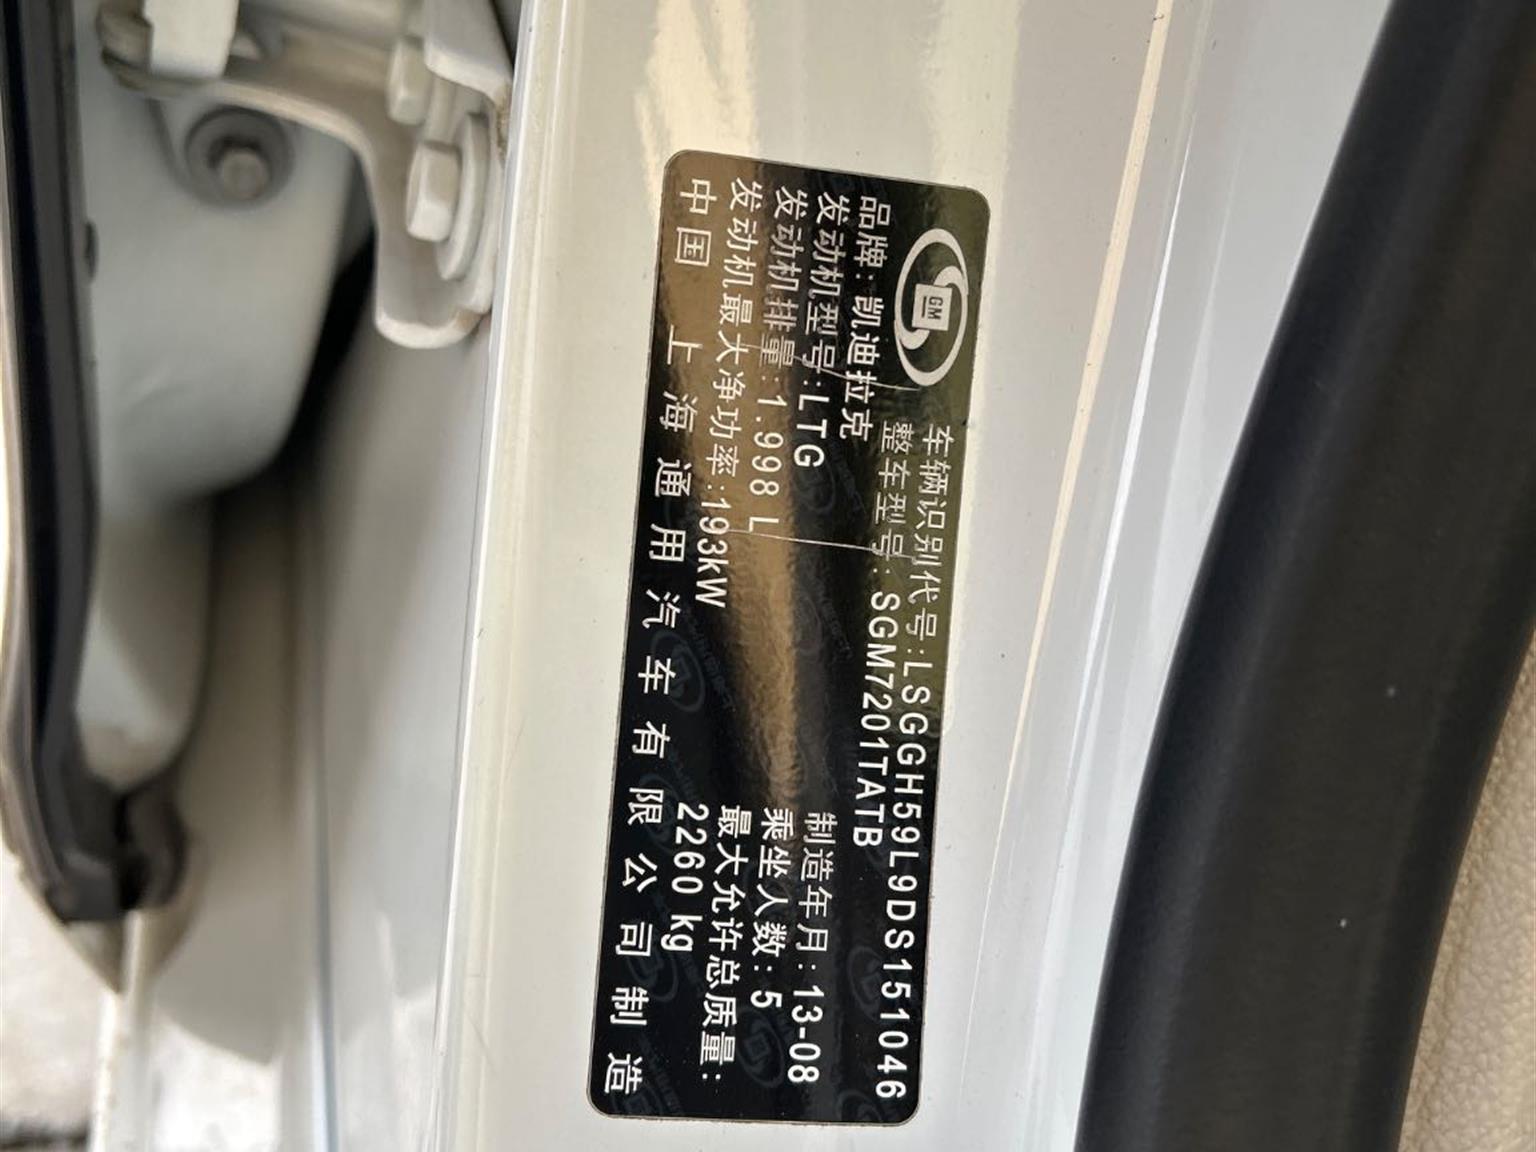 GM
车辆识别代号:LSGGH59L9DS151046
整车型号:SGM7201TATB
品牌:凯迪拉克
发动机型号:LTG
制造年月:13-08
发动机排量:1.998 L
乘坐人数:5
发动机最大净功率:193kW
最大允许总质量:
2260 kg
中国 上海通用汽车有限公司制造